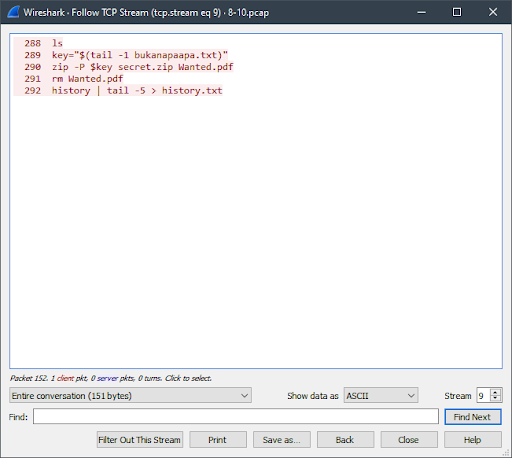 Wireshark · Follow TCP Stream (tcp.stream eq 9) · 8-10.pcap
288 ls
289 key="$(tail -1 bukanapaapa.txt)"
290 zip -P $key secret.zip Wanted.pdf
291 rm Wanted.pdf
292 history | tail -5 > history.txt
Packet 152. 1 client pkt, 0 server pkts, 0 turns. Click to select.
Entire conversation (151 bytes) Show data as ASCII Stream 9
Find: Find Next
Filter Out This Stream Print Save as... Back Close Help